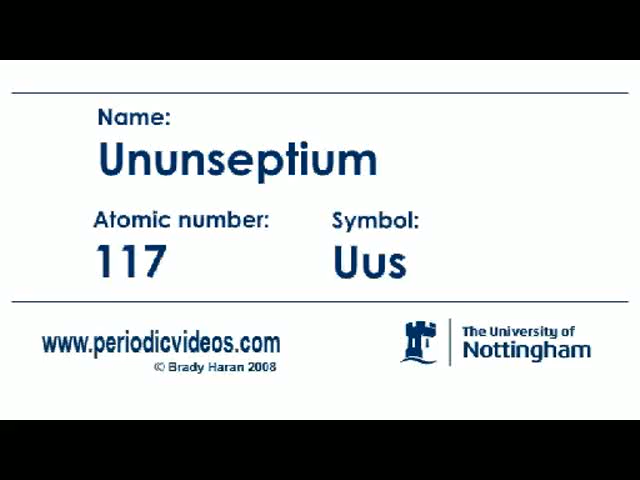 Name:
Ununseptium
Atomic number: Symbol:
117 Uus
www.periodicvideos.com
© Brady Haran 2008
The University of
Nottingham